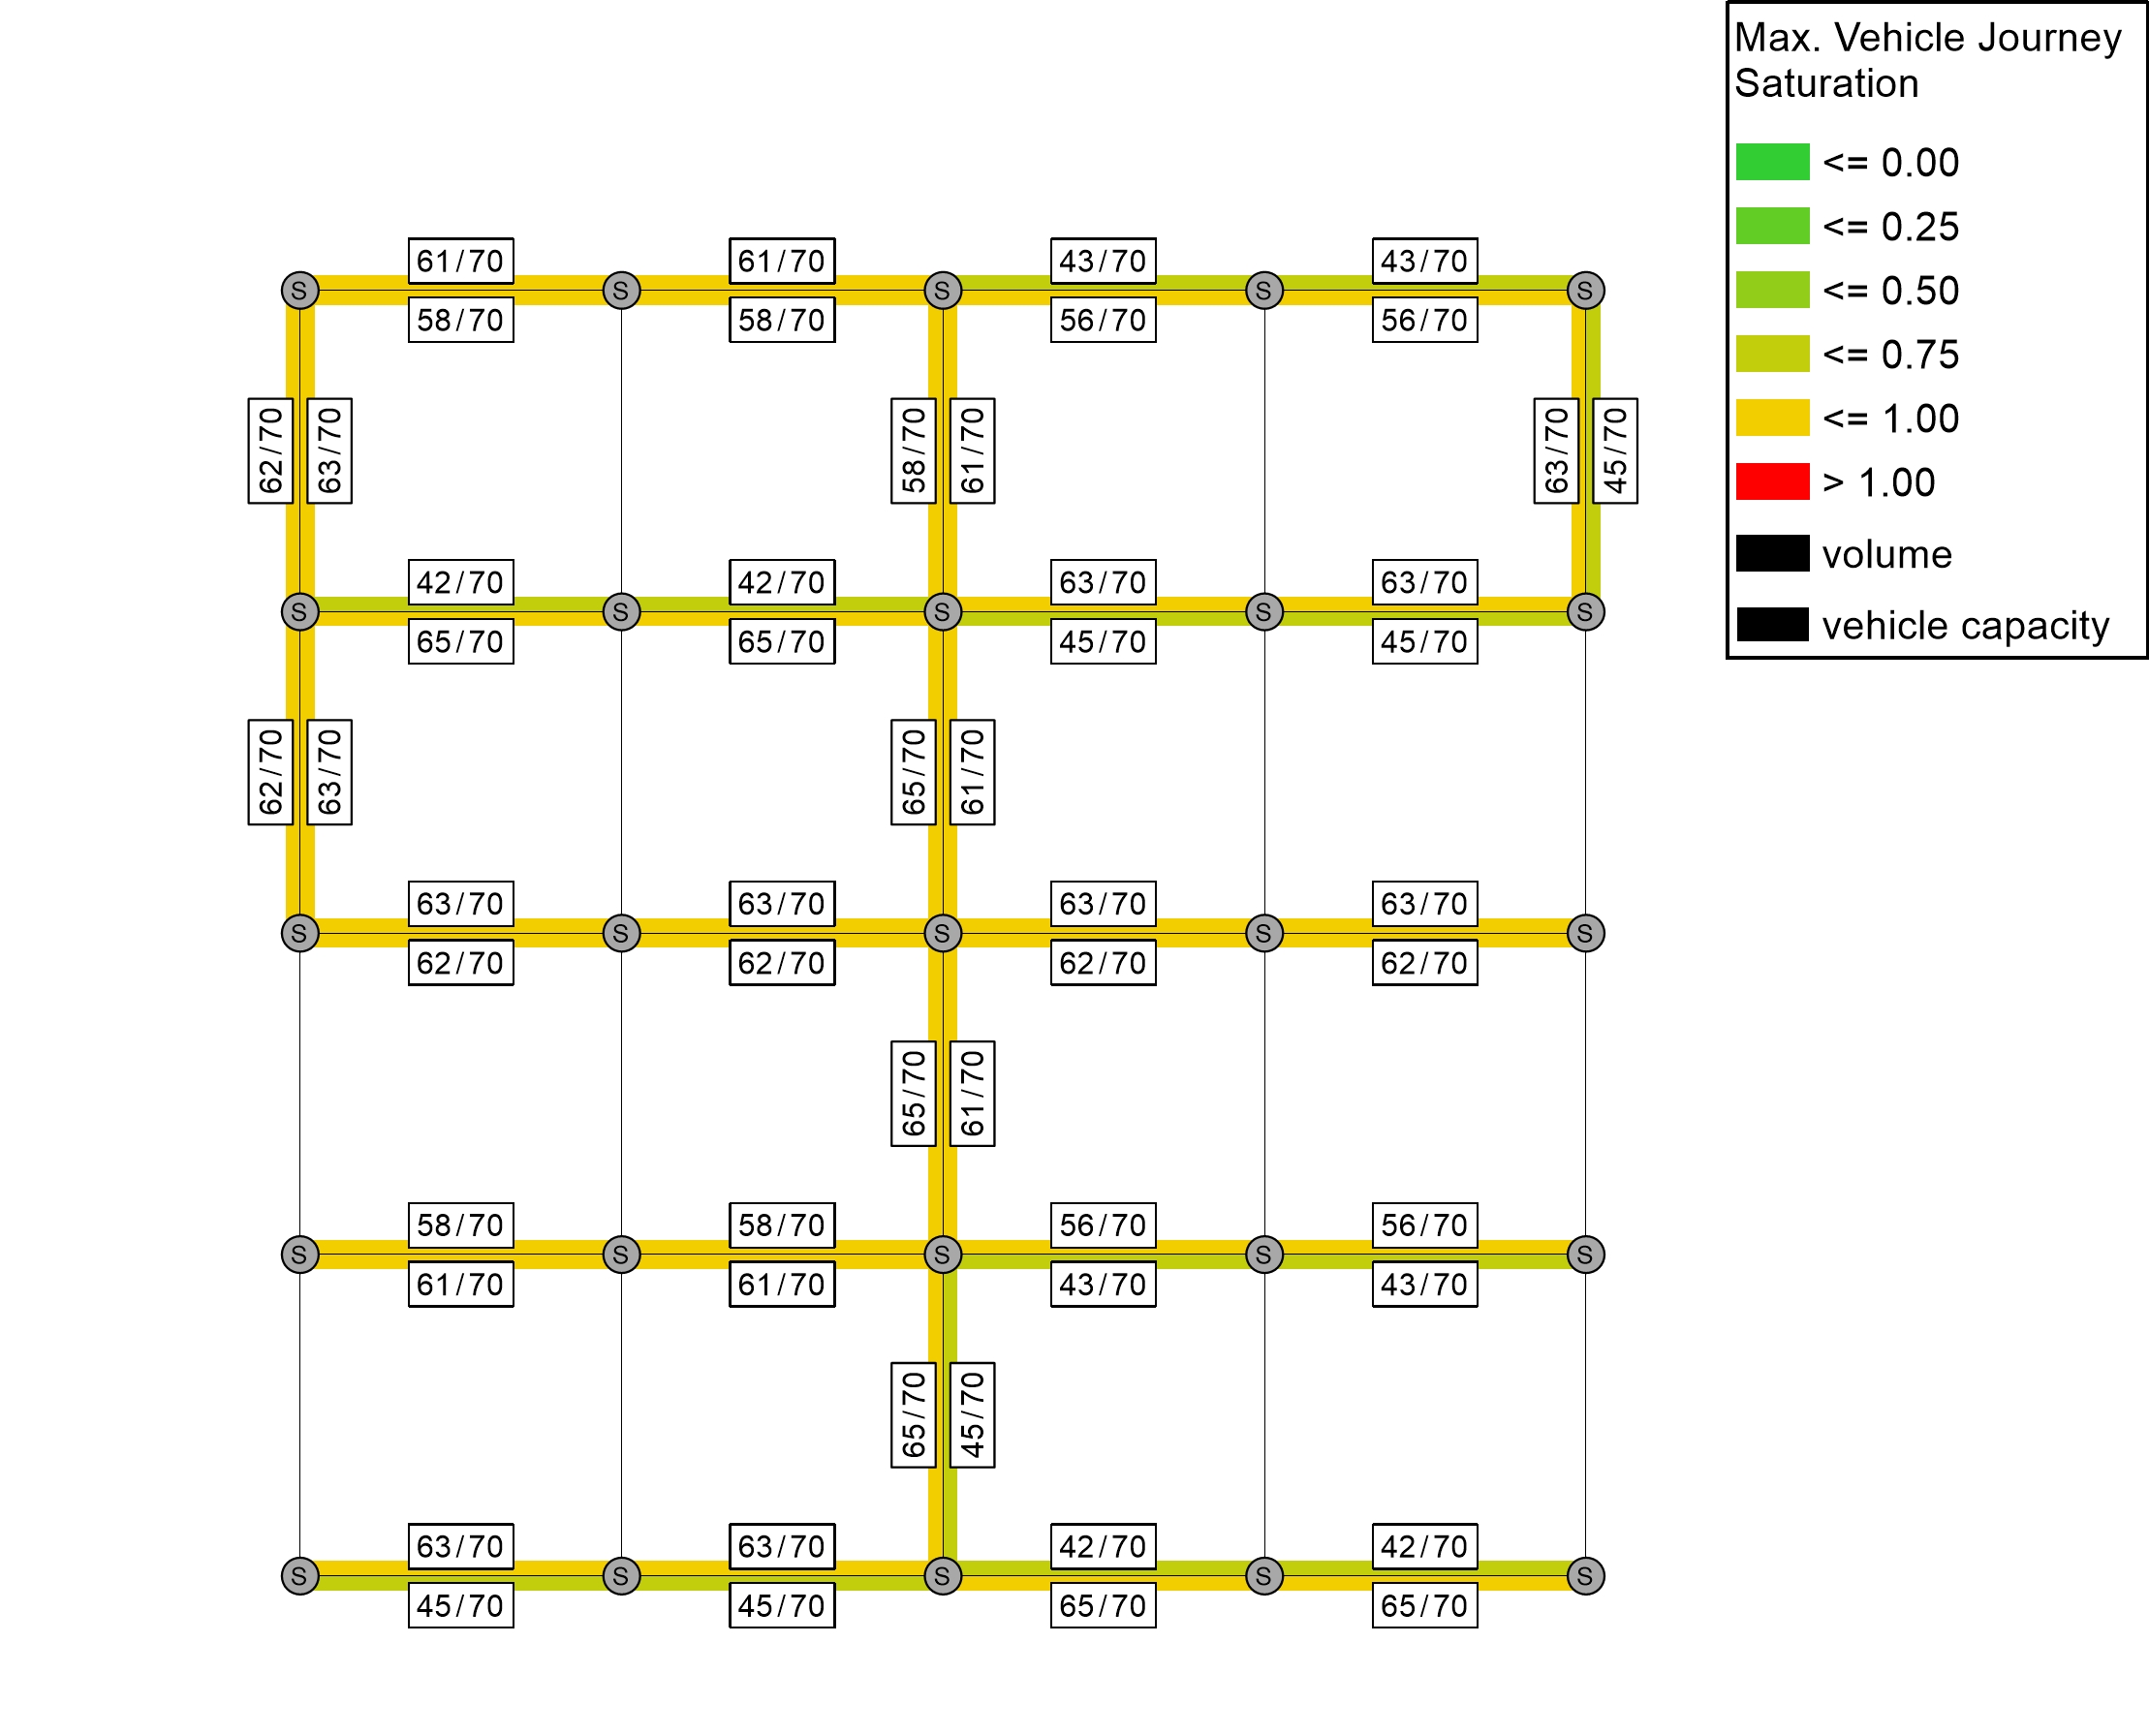 Max. Vehicle Journey
Saturation
<= 0.00
<= 0.25
<= 0.50
<= 0.75
<= 1.00
> 1.00
volume
vehicle capacity
61/70 61/70 43/70 43/70
S S S S S
58/70 58/70 56/70 56/70
62/70 63/70 58/70 61/70 63/70 45/70
42/70 42/70 63/70 63/70
S S S S S
65/70 65/70 45/70 45/70
62/70 63/70 65/70 61/70
63/70 63/70 63/70 63/70
S S S S S
62/70 62/70 62/70 62/70
65/70 61/70
58/70 58/70 56/70 56/70
S S S S S
61/70 61/70 43/70 43/70
65/70 45/70
63/70 63/70 42/70 42/70
S S S S S
45/70 45/70 65/70 65/70